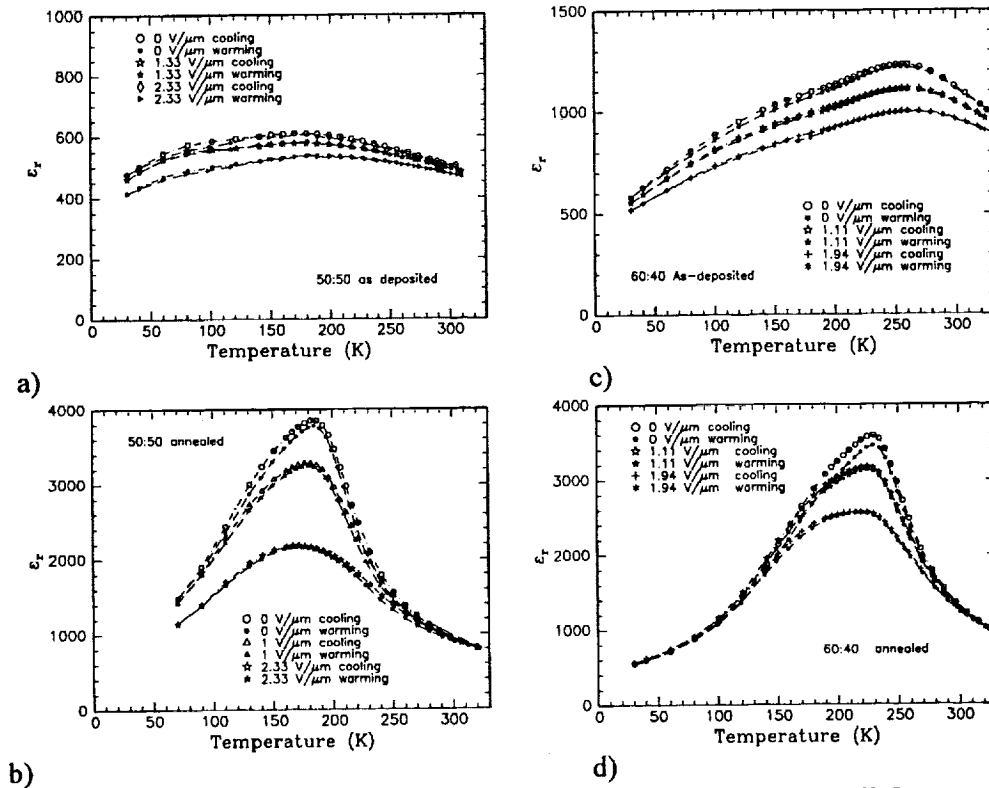 1000
800
600
400
200
0
εr
○ 0 V/μm cooling
● 0 V/μm warming
☆ 1.33 V/μm cooling
★ 1.33 V/μm warming
◊ 2.33 V/μm cooling
▸ 2.33 V/μm warming
50:50 as deposited
0 50 100 150 200 250 300
Temperature (K)
a)
1500
1000
500
0
εr
○ 0 V/μm cooling
● 0 V/μm warming
☆ 1.11 V/μm cooling
★ 1.11 V/μm warming
+ 1.94 V/μm cooling
✶ 1.94 V/μm warming
60:40 As-deposited
0 50 100 150 200 250 300
Temperature (K)
c)
4000
3000
2000
1000
0
εr
50:50 annealed
○ 0 V/μm cooling
● 0 V/μm warming
△ 1 V/μm cooling
▲ 1 V/μm warming
☆ 2.33 V/μm cooling
★ 2.33 V/μm warming
0 50 100 150 200 250 300
Temperature (K)
b)
4000
3000
2000
1000
0
εr
○ 0 V/μm cooling
● 0 V/μm warming
☆ 1.11 V/μm cooling
★ 1.11 V/μm warming
+ 1.94 V/μm cooling
✶ 1.94 V/μm warming
60:40 annealed
0 50 100 150 200 250 300
Temperature (K)
d)